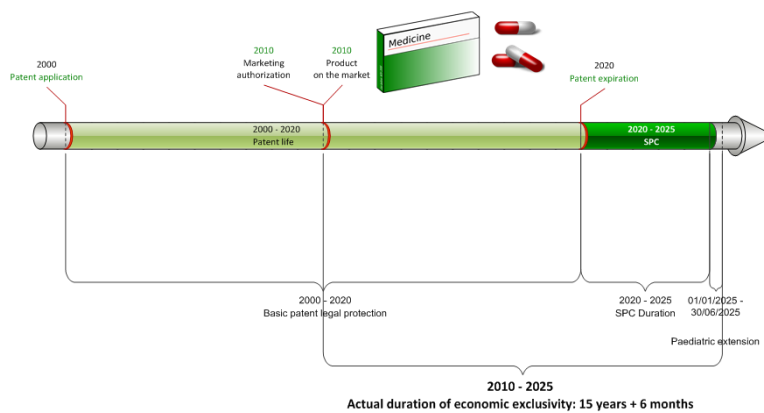 Medicine
2000
Patent application
2010
Marketing
authorization
2010
Product
on the market
2020
Patent expiration
2000 - 2020
Patent life
2020 - 2025
SPC
2000 - 2020
Basic patent legal protection
2020 - 2025
SPC Duration
01/01/2025 -
30/06/2025
Paediatric extension
2010 - 2025
Actual duration of economic exclusivity: 15 years + 6 months